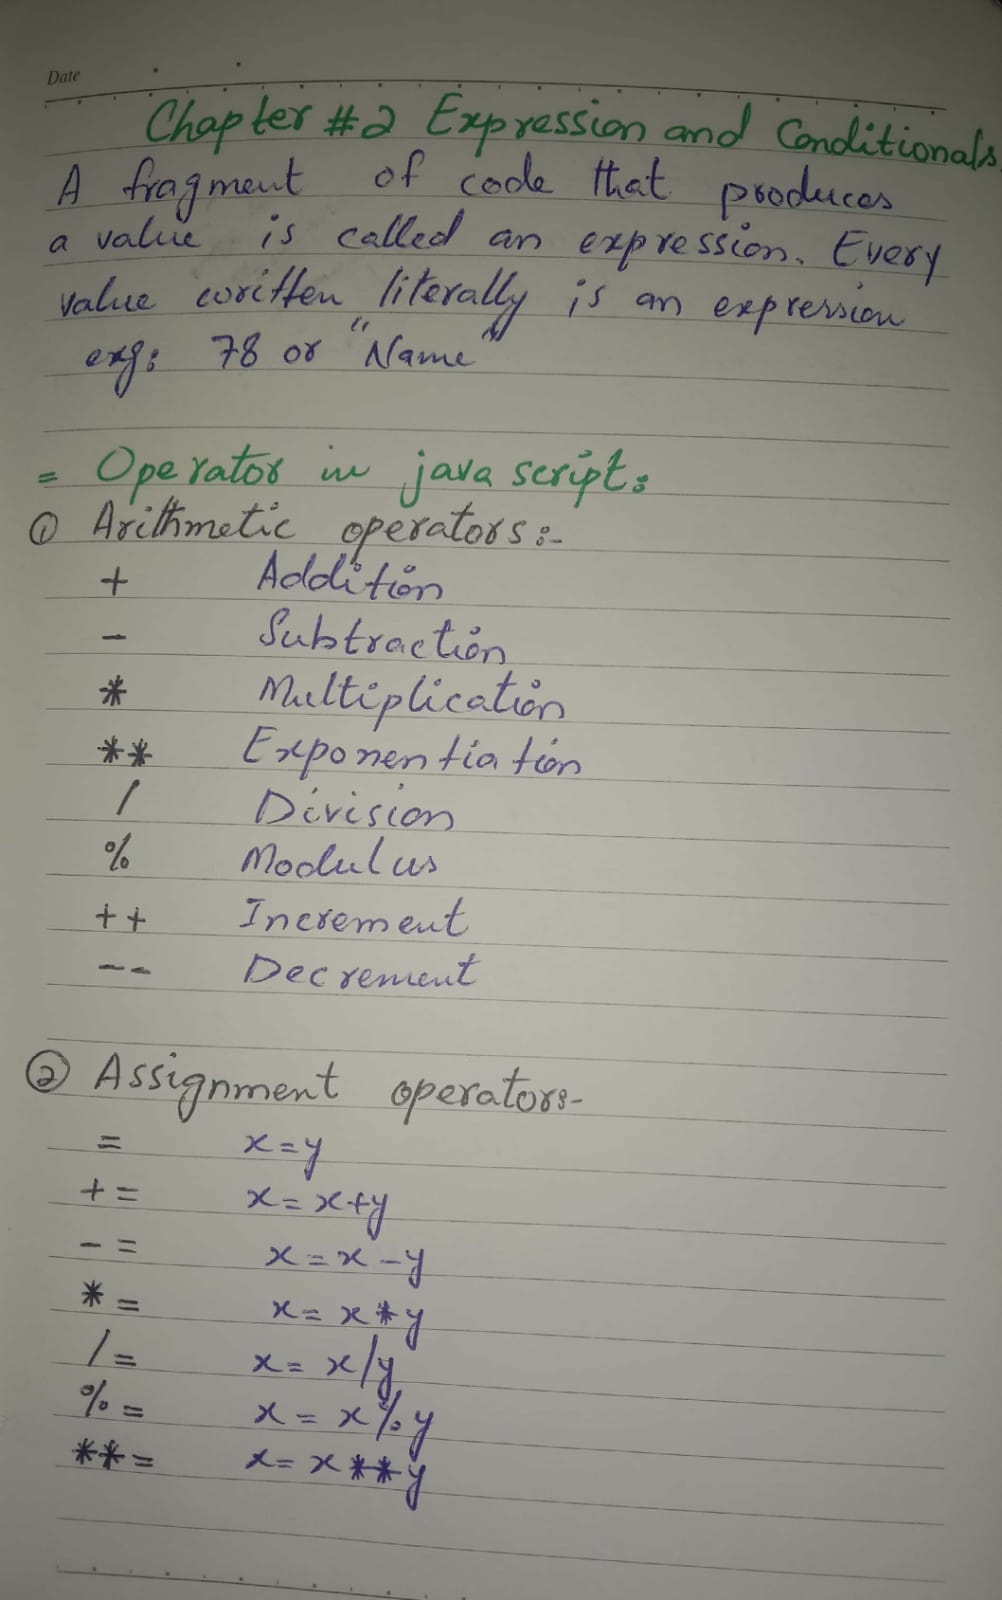 Date
Chapter #2 Expression and Conditionals
A fragment of code that produces
a value is called an expression. Every
value written literally is an expression
exg: 78 or "Name"
= Operator in java script:
① Arithmetic operators:-
+ Addition
- Subtraction
* Multiplication
** Exponentiation
/ Division
% Modulus
++ Increment
-- Decrement
② Assignment operators-
= x=y
+= x=x+y
-= x=x-y
*= x=x*y
/= x=x/y
%= x=x%y
**= x=x**y